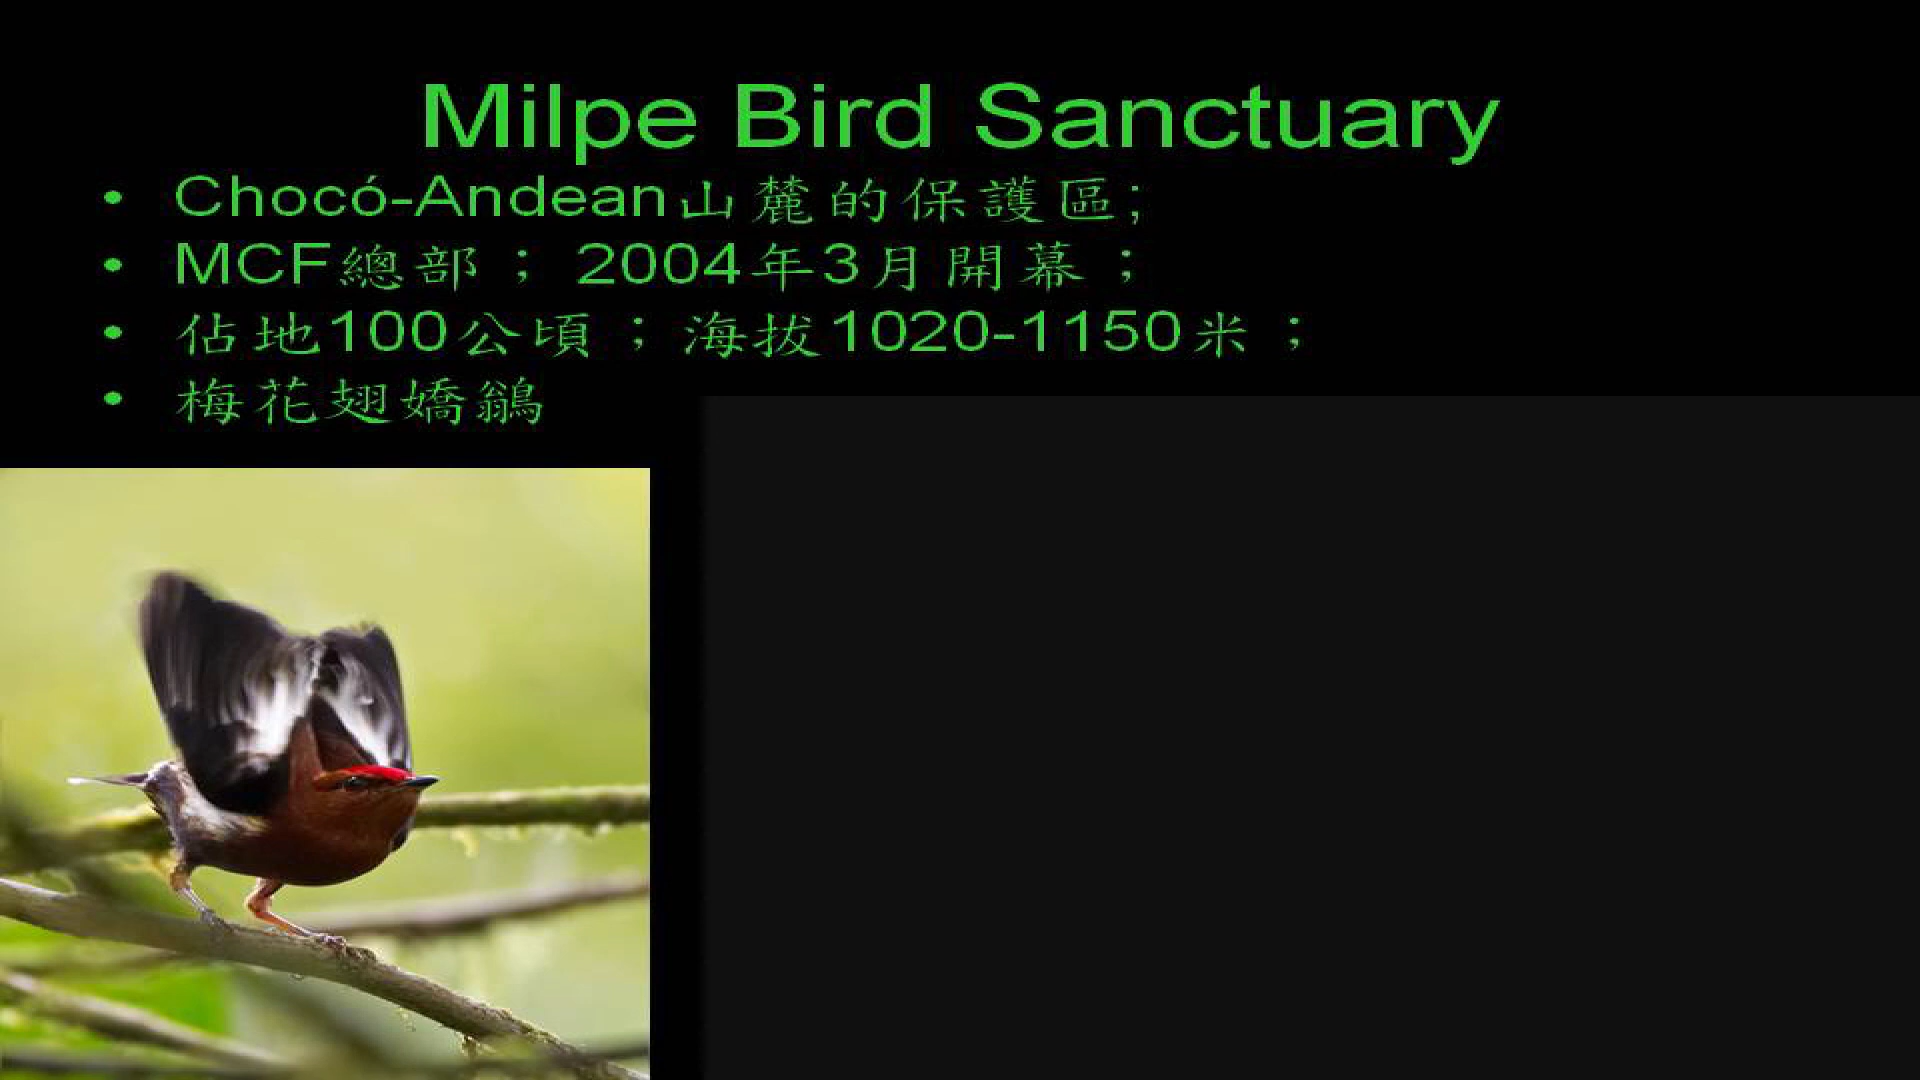 Milpe Bird Sanctuary
• Chocó-Andean山麓的保護區;
• MCF總部； 2004年3月開幕；
• 佔地100公頃；海拔1020-1150米；
• 梅花翅嬌鶲